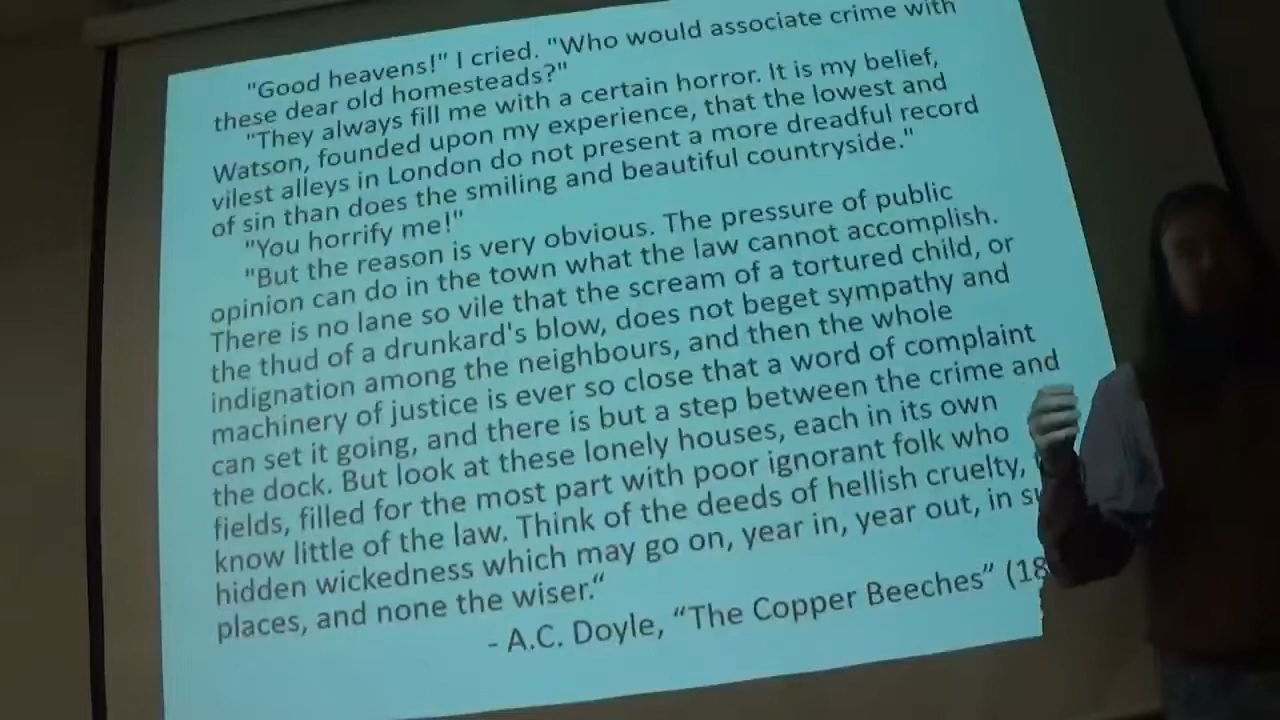 "Good heavens!" I cried. "Who would associate crime with
these dear old homesteads?"
"They always fill me with a certain horror. It is my belief,
Watson, founded upon my experience, that the lowest and
vilest alleys in London do not present a more dreadful record
of sin than does the smiling and beautiful countryside."
"You horrify me!"
"But the reason is very obvious. The pressure of public
opinion can do in the town what the law cannot accomplish.
There is no lane so vile that the scream of a tortured child, or
the thud of a drunkard's blow, does not beget sympathy and
indignation among the neighbours, and then the whole
machinery of justice is ever so close that a word of complaint
can set it going, and there is but a step between the crime and
the dock. But look at these lonely houses, each in its own
fields, filled for the most part with poor ignorant folk who
know little of the law. Think of the deeds of hellish cruelty,
hidden wickedness which may go on, year in, year out, in
places, and none the wiser.“
- A.C. Doyle, “The Copper Beeches” (18